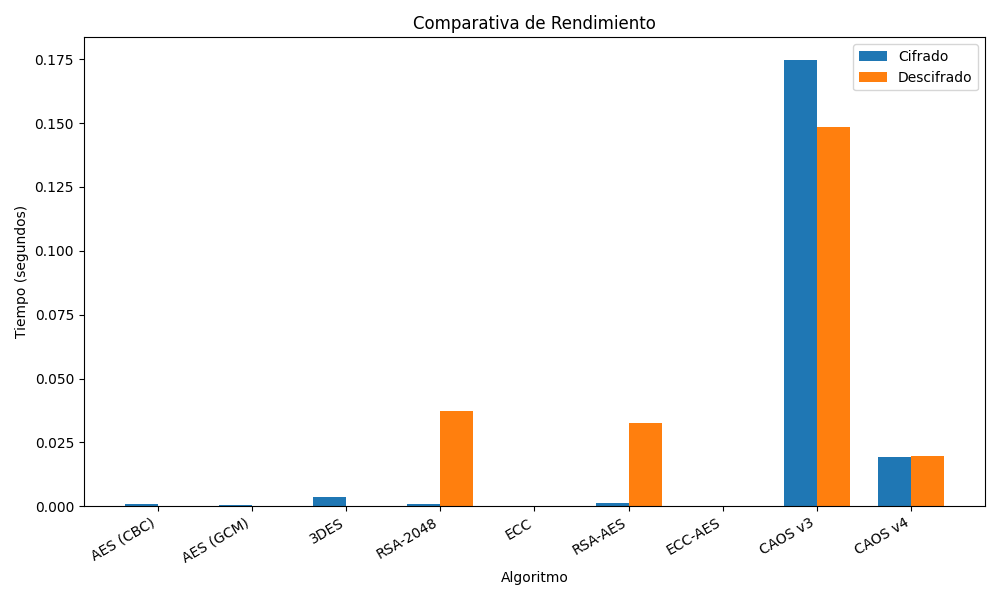 Comparativa de Rendimiento
Cifrado
Descifrado
Tiempo (segundos)
0.175
0.150
0.125
0.100
0.075
0.050
0.025
0.000
AES (CBC)
AES (GCM)
3DES
RSA-2048
ECC
RSA-AES
ECC-AES
CAOS v3
CAOS v4
Algoritmo